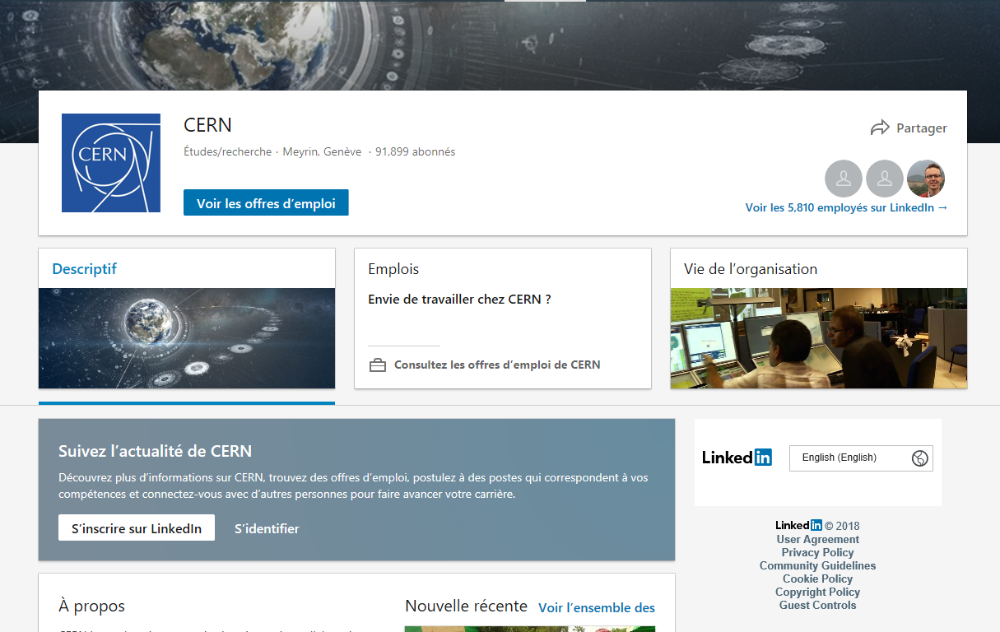 CERN
CERN
Études/recherche · Meyrin, Genève · 91,899 abonnés
Voir les offres d’emploi
Partager
Voir les 5,810 employés sur LinkedIn →
Descriptif
Emplois
Envie de travailler chez CERN ?
Consultez les offres d’emploi de CERN
Vie de l’organisation
Suivez l’actualité de CERN
Découvrez plus d’informations sur CERN, trouvez des offres d’emploi, postulez à des postes qui correspondent à vos
compétences et connectez-vous avec d’autres personnes pour faire avancer votre carrière.
S’inscrire sur LinkedIn
S’identifier
LinkedIn
English (English)
LinkedIn © 2018
User Agreement
Privacy Policy
Community Guidelines
Cookie Policy
Copyright Policy
Guest Controls
À propos
Nouvelle récente
Voir l’ensemble des